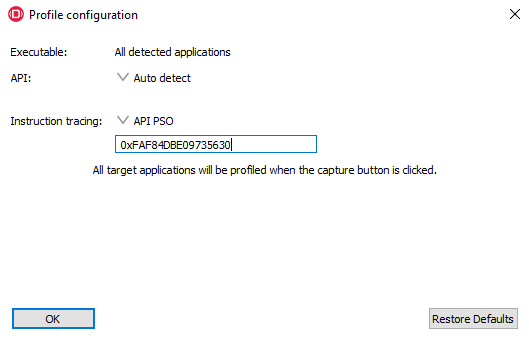 Profile configuration
Executable: All detected applications
API: Auto detect
Instruction tracing: API PSO
0xFAF84DBE09735630
All target applications will be profiled when the capture button is clicked.
OK Restore Defaults